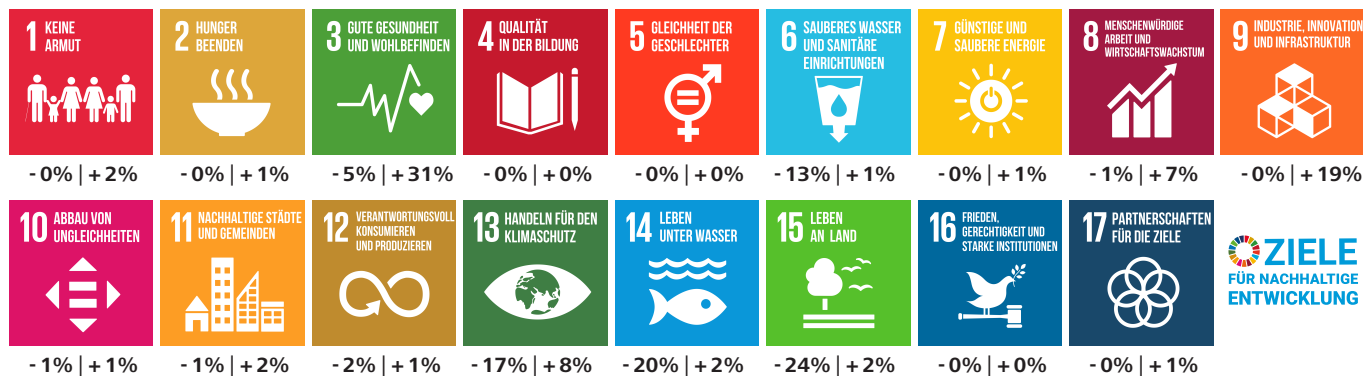 1 KEINE
ARMUT
2 HUNGER
BEENDEN
3 GUTE GESUNDHEIT
UND WOHLBEFINDEN
4 QUALITÄT
IN DER BILDUNG
5 GLEICHHEIT DER
GESCHLECHTER
6 SAUBERES WASSER
UND SANITÄRE
EINRICHTUNGEN
7 GÜNSTIGE UND
SAUBERE ENERGIE
8 MENSCHENWÜRDIGE
ARBEIT UND
WIRTSCHAFTSWACHSTUM
9 INDUSTRIE, INNOVATION
UND INFRASTRUKTUR
-0% | +2%
-0% | +1%
-5% | +31%
-0% | +0%
-0% | +0%
-13% | +1%
-0% | +1%
-1% | +7%
-0% | +19%
10 ABBAU VON
UNGLEICHHEITEN
11 NACHHALTIGE STÄDTE
UND GEMEINDEN
12 VERANTWORTUNGSVOLL
KONSUMIEREN
UND PRODUZIEREN
13 HANDELN FÜR DEN
KLIMASCHUTZ
14 LEBEN
UNTER WASSER
15 LEBEN
AN LAND
16 FRIEDEN,
GERECHTIGKEIT UND
STARKE INSTITUTIONEN
17 PARTNERSCHAFTEN
FÜR DIE ZIELE
ZIELE
FÜR NACHHALTIGE
ENTWICKLUNG
-1% | +1%
-1% | +2%
-2% | +1%
-17% | +8%
-20% | +2%
-24% | +2%
-0% | +0%
-0% | +1%